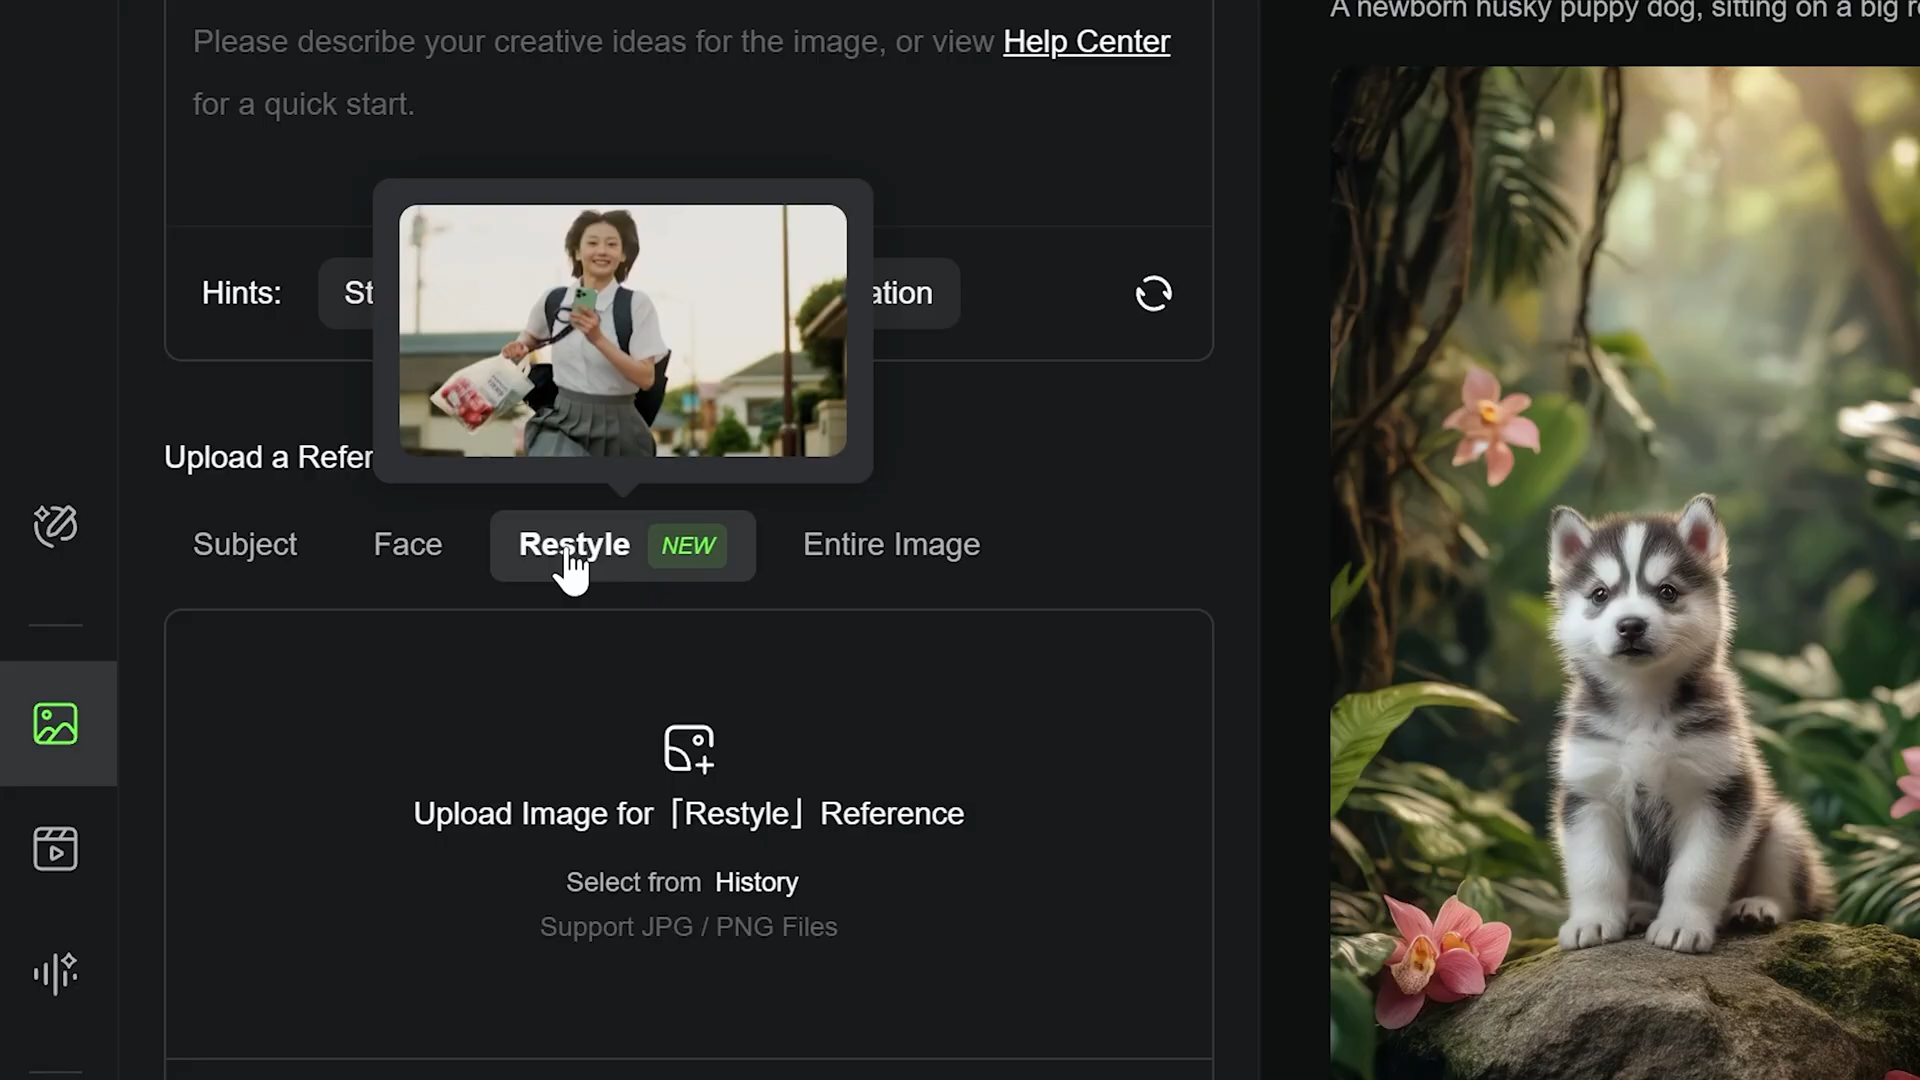 A newborn husky puppy dog, sitting on a big
Please describe your creative ideas for the image, or view Help Center
for a quick start.
Hints:
St
ation
Upload a Refer
Subject
Face
Restyle
NEW
Entire Image
Upload Image for「Restyle」Reference
Select from History
Support JPG / PNG Files